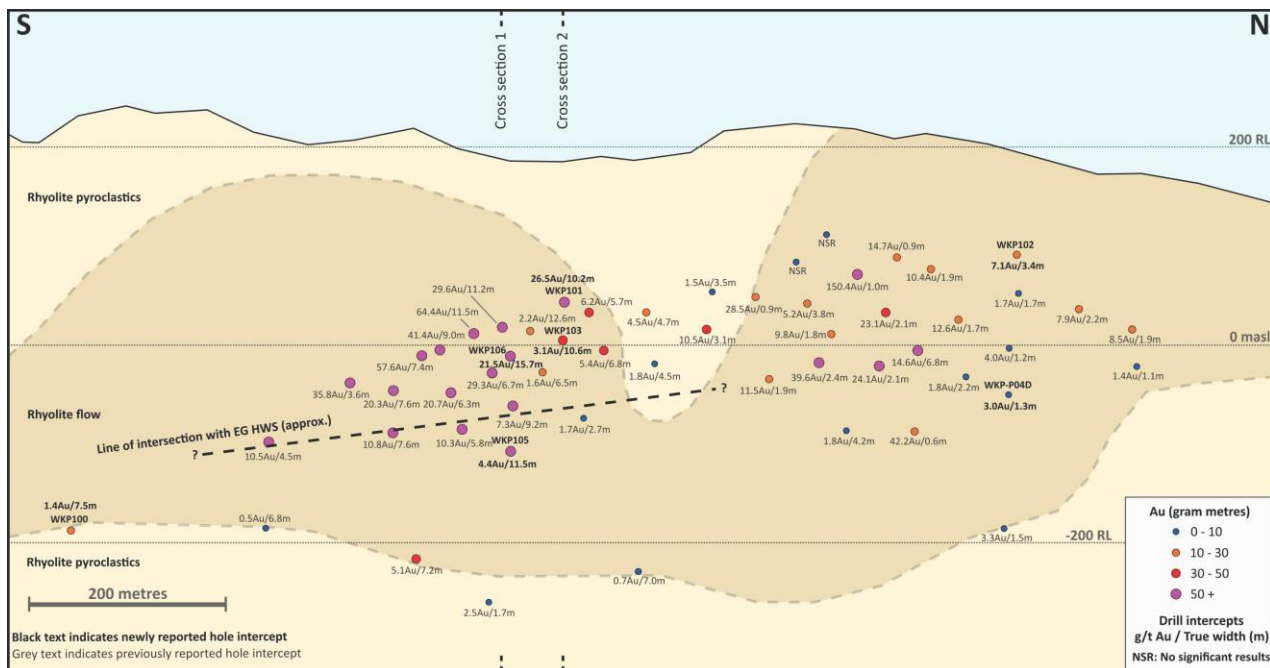 S
N
Cross section 1
Cross section 2
200 RL
Rhyolite pyroclastics
NSR
NSR
14.7Au/0.9m
10.4Au/1.9m
WKP102
7.1Au/3.4m
150.4Au/1.0m
26.5Au/10.2m
WKP101
29.6Au/11.2m
1.5Au/3.5m
1.7Au/1.7m
6.2Au/5.7m
28.5Au/0.9m
5.2Au/3.8m
64.4Au/11.5m
2.2Au/12.6m
4.5Au/4.7m
23.1Au/2.1m
12.6Au/1.7m
7.9Au/2.2m
41.4Au/9.0m
WKP103
3.1Au/10.6m
10.5Au/3.1m
9.8Au/1.8m
8.5Au/1.9m
0 masl
WKP106
21.5Au/15.7m
57.6Au/7.4m
5.4Au/6.8m
14.6Au/6.8m
4.0Au/1.2m
1.8Au/4.5m
29.3Au/6.7m
1.6Au/6.5m
39.6Au/2.4m
24.1Au/2.1m
1.4Au/1.1m
35.8Au/3.6m
20.3Au/7.6m
20.7Au/6.3m
?
11.5Au/1.9m
1.8Au/2.2m
WKP-P04D
3.0Au/1.3m
Rhyolite flow
Line of intersection with EG HWS (approx.)
7.3Au/9.2m
1.7Au/2.7m
10.8Au/7.6m
10.3Au/5.8m
WKP105
4.4Au/11.5m
1.8Au/4.2m
42.2Au/0.6m
?
10.5Au/4.5m
1.4Au/7.5m
WKP100
0.5Au/6.8m
3.3Au/1.5m
-200 RL
Rhyolite pyroclastics
5.1Au/7.2m
0.7Au/7.0m
2.5Au/1.7m
200 metres
Black text indicates newly reported hole intercept
Grey text indicates previously reported hole intercept
Au (gram metres)
0 - 10
10 - 30
30 - 50
50 +
Drill intercepts
g/t Au / True width (m)
NSR: No significant results